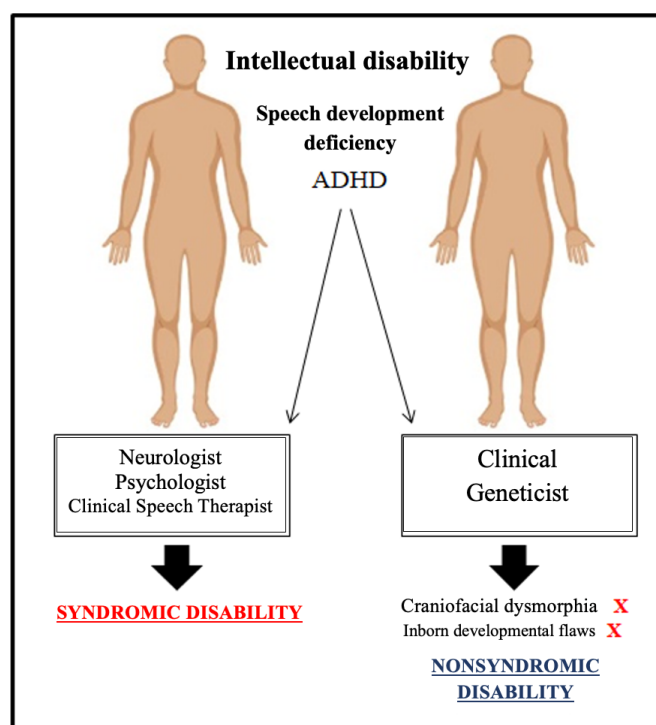 Intellectual disability
Speech development
deficiency
ADHD
Neurologist
Psychologist
Clinical Speech Therapist
SYNDROMIC DISABILITY
Clinical
Geneticist
Craniofacial dysmorphia X
Inborn developmental flaws X
NONSYNDROMIC
DISABILITY